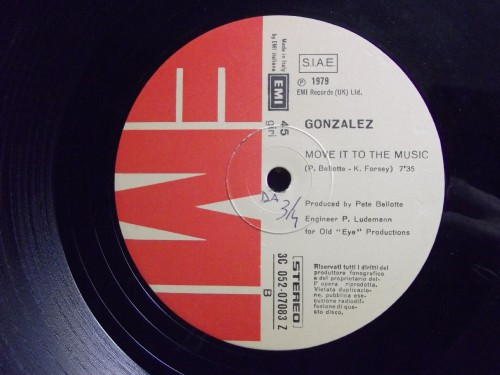 EMI
Made in Italy
by EMI italiana
EMI
45
giri
S.I.A.E.
Ⓟ 1979
EMI Records (UK) Ltd.
GONZALEZ
MOVE IT TO THE MUSIC
(P. Bellotte - K. Forsey) 7'35
DA 3/4
Produced by Pete Bellotte
Engineer P. Ludemann
for Old "Eye" Productions
STEREO
3C 052-07083 Z
B
Riservati tutti i diritti del
produttore fonografico
e del proprietario del-
l' opera riprodotta.
Vietata duplicazio-
ne, pubblica ese-
cuzione radiodif-
fusione di que-
sto disco.